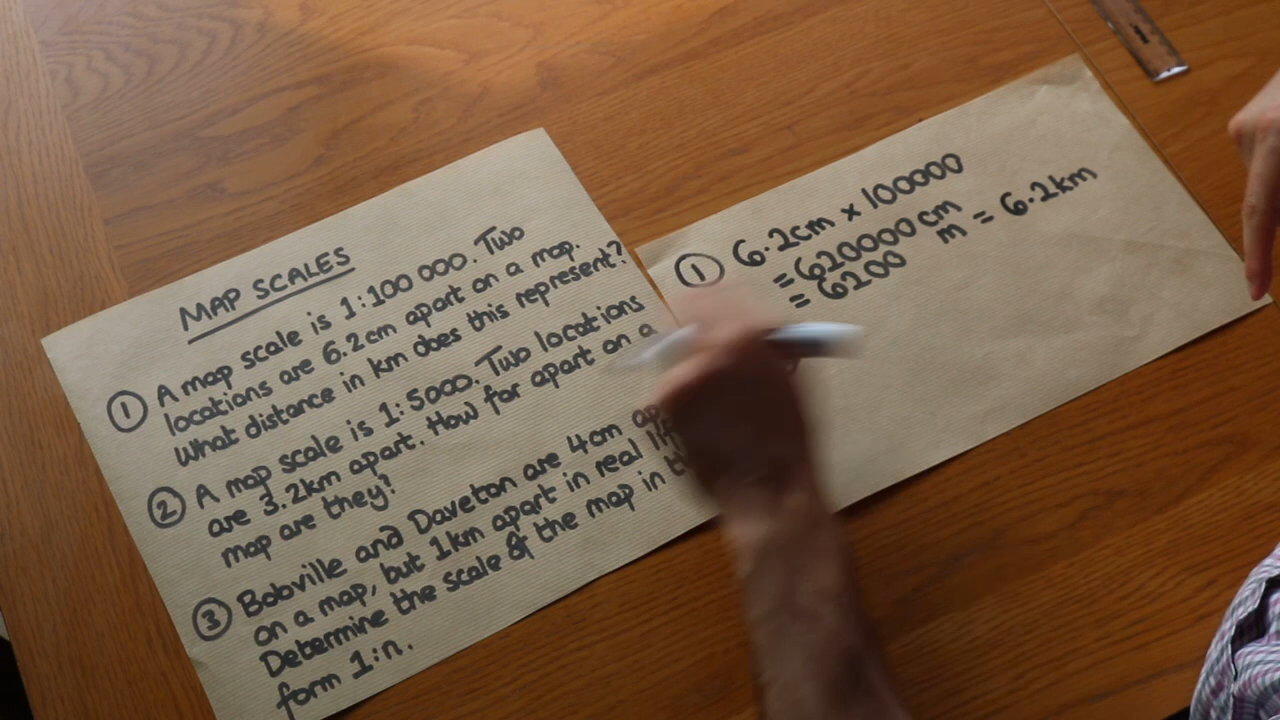 MAP SCALES
① A map scale is 1:100 000. Two
locations are 6.2cm apart on a map.
What distance in km does this represent?
② A map scale is 1:5000. Two locations
are 3.2km apart. How far apart on a
map are they?
③ Bobville and Daveton are 4cm
on a map, but 1km apart in real
Determine the scale of the map in
form 1:n.
① 6.2cm × 100000
= 620000cm
= 6200 m = 6.2km